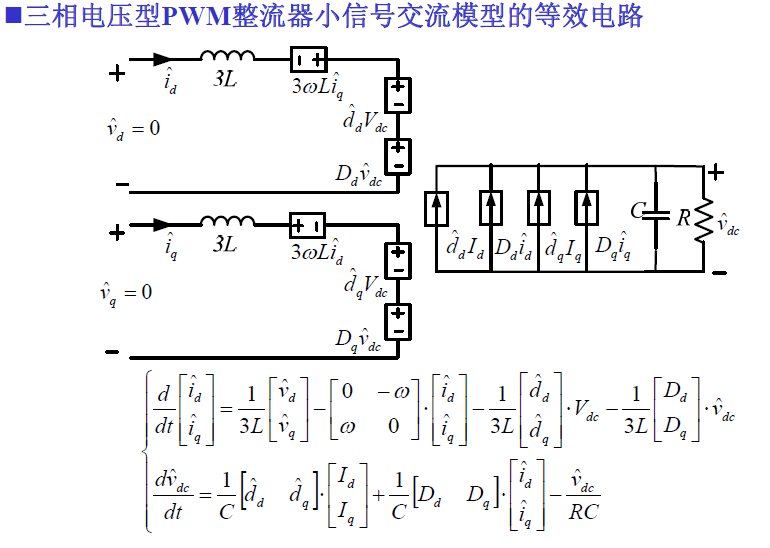 三相电压型PWM整流器小信号交流模型的等效电路
+ î_d 3L − + 3ωLî_q
v̂_d = 0
+ − d̂_d V_dc
+ − D_d v̂_dc
−
+ î_q 3L + − 3ωLî_d
v̂_q = 0
+ − d̂_q V_dc
+ − D_q v̂_dc
−
d̂_d I_d D_d î_d d̂_q I_q D_q î_q C R + v̂_dc −
d/dt [î_d; î_q] = 1/3L [v̂_d; v̂_q] − [0 −ω; ω 0] · [î_d; î_q] − 1/3L [d̂_d; d̂_q] · V_dc − 1/3L [D_d; D_q] · v̂_dc
dv̂_dc/dt = 1/C [d̂_d d̂_q] · [I_d; I_q] + 1/C [D_d D_q] · [î_d; î_q] − v̂_dc/RC